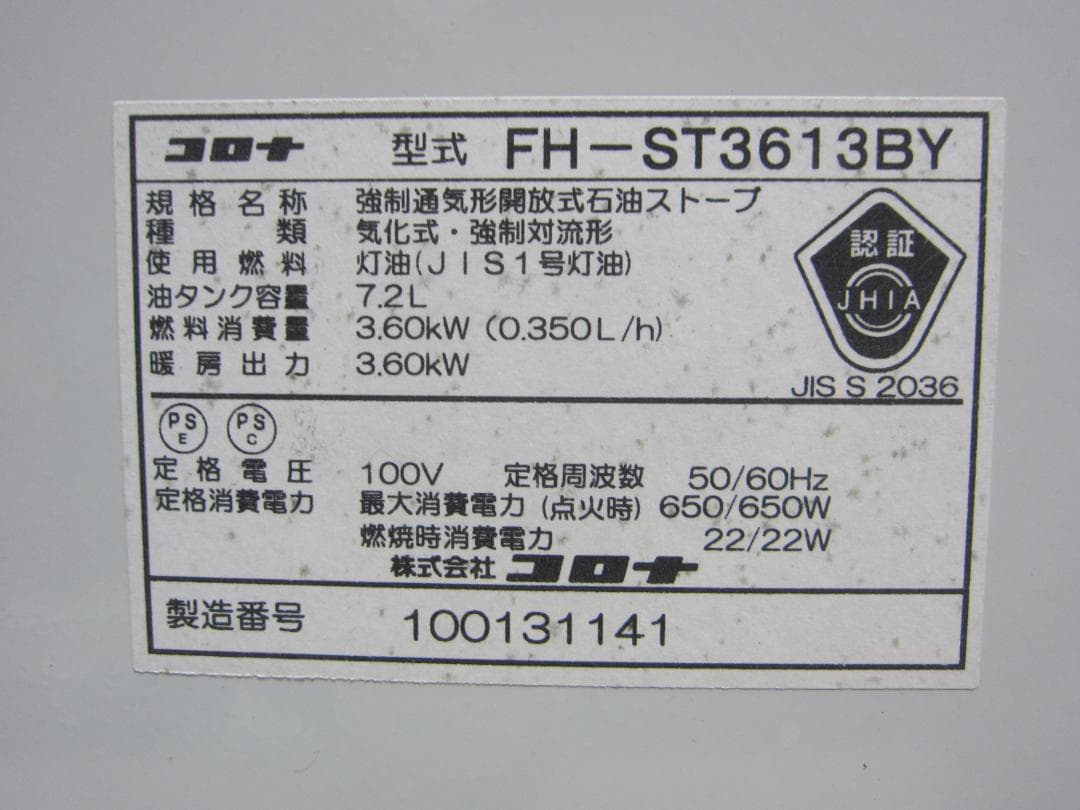 コロナ 型式 FH-ST3613BY
規格名称 強制通気形開放式石油ストーブ
種類 気化式・強制対流形
使用燃料 灯油(JIS1号灯油)
油タンク容量 7.2L
燃料消費量 3.60kW (0.350L/h)
暖房出力 3.60kW
認証
JHIA
JIS S 2036
PS E PS C
定格電圧 100V 定格周波数 50/60Hz
定格消費電力 最大消費電力(点火時) 650/650W
燃焼時消費電力 22/22W
株式会社 コロナ
製造番号 100131141